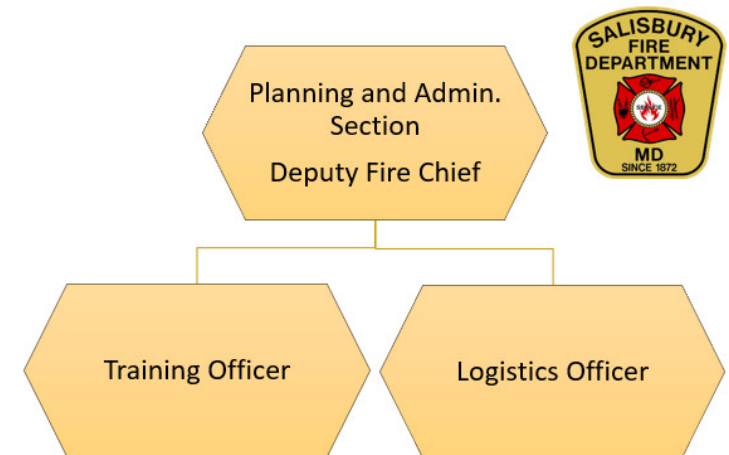 SALISBURY
FIRE
DEPARTMENT
MD
SINCE 1872
Planning and Admin.
Section
Deputy Fire Chief
Training Officer
Logistics Officer